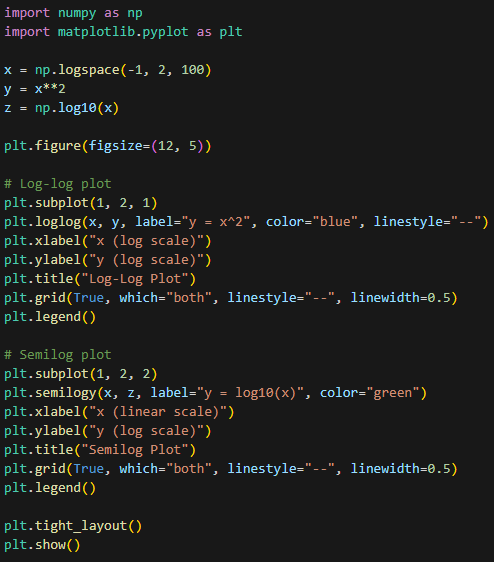 import numpy as np
import matplotlib.pyplot as plt

x = np.logspace(-1, 2, 100)
y = x**2
z = np.log10(x)

plt.figure(figsize=(12, 5))

# Log-log plot
plt.subplot(1, 2, 1)
plt.loglog(x, y, label="y = x^2", color="blue", linestyle="--")
plt.xlabel("x (log scale)")
plt.ylabel("y (log scale)")
plt.title("Log-Log Plot")
plt.grid(True, which="both", linestyle="--", linewidth=0.5)
plt.legend()

# Semilog plot
plt.subplot(1, 2, 2)
plt.semilogy(x, z, label="y = log10(x)", color="green")
plt.xlabel("x (linear scale)")
plt.ylabel("y (log scale)")
plt.title("Semilog Plot")
plt.grid(True, which="both", linestyle="--", linewidth=0.5)
plt.legend()

plt.tight_layout()
plt.show()